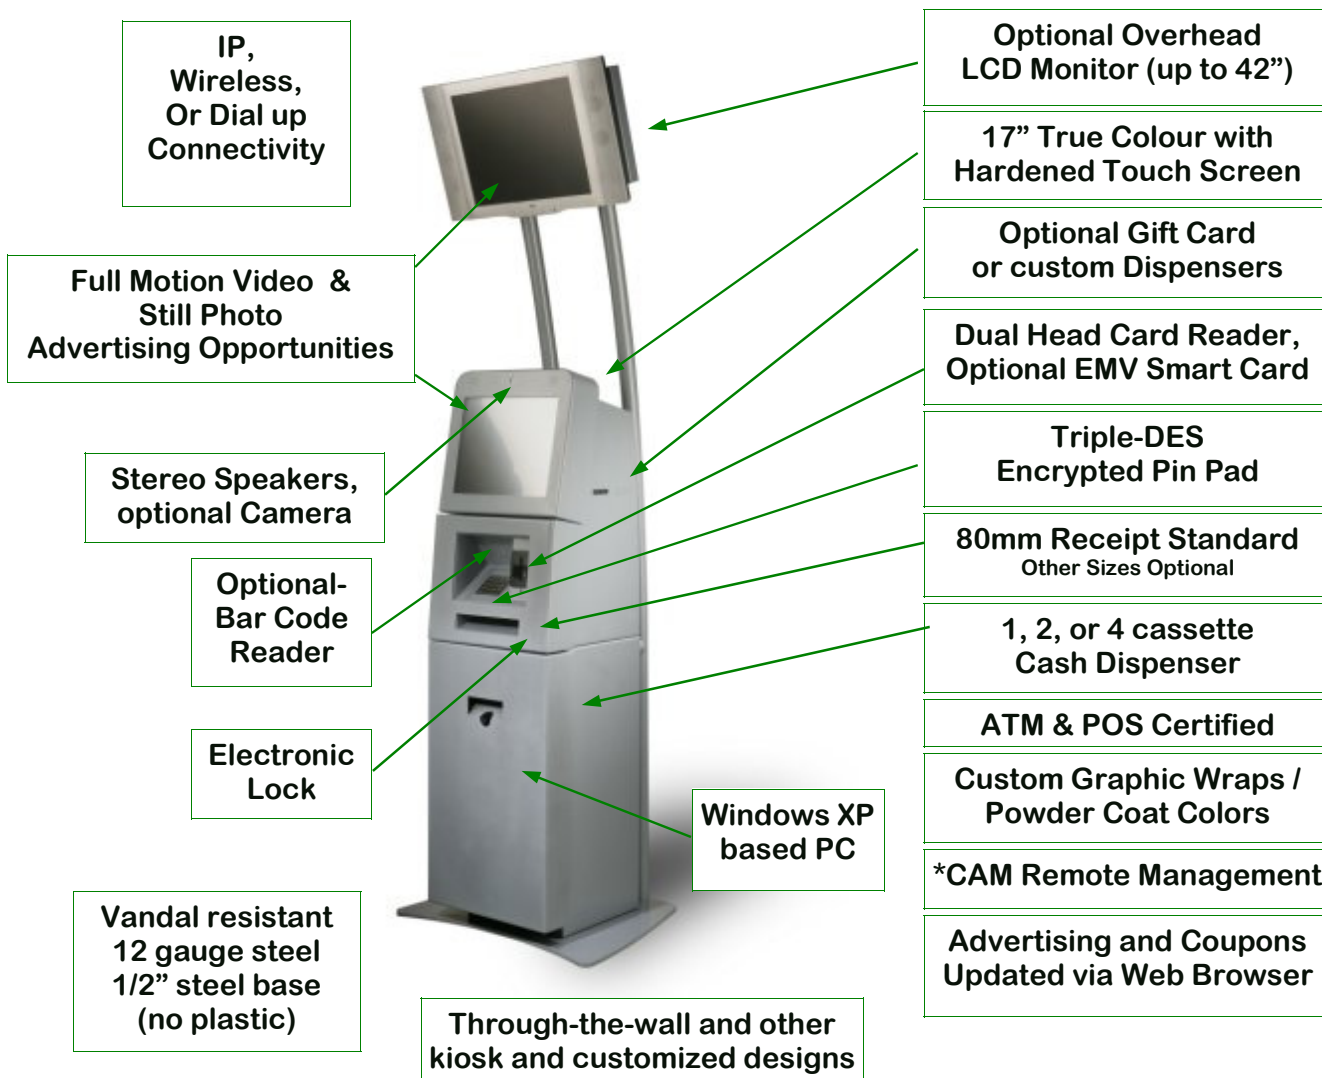 IP,
Wireless,
Or Dial up
Connectivity
Full Motion Video &
Still Photo
Advertising Opportunities
Stereo Speakers,
optional Camera
Optional-
Bar Code
Reader
Electronic
Lock
Vandal resistant
12 gauge steel
1/2” steel base
(no plastic)
Windows XP
based PC
Through-the-wall and other
kiosk and customized designs
Optional Overhead
LCD Monitor (up to 42”)
17” True Colour with
Hardened Touch Screen
Optional Gift Card
or custom Dispensers
Dual Head Card Reader,
Optional EMV Smart Card
Triple-DES
Encrypted Pin Pad
80mm Receipt Standard
Other Sizes Optional
1, 2, or 4 cassette
Cash Dispenser
ATM & POS Certified
Custom Graphic Wraps /
Powder Coat Colors
*CAM Remote Management
Advertising and Coupons
Updated via Web Browser